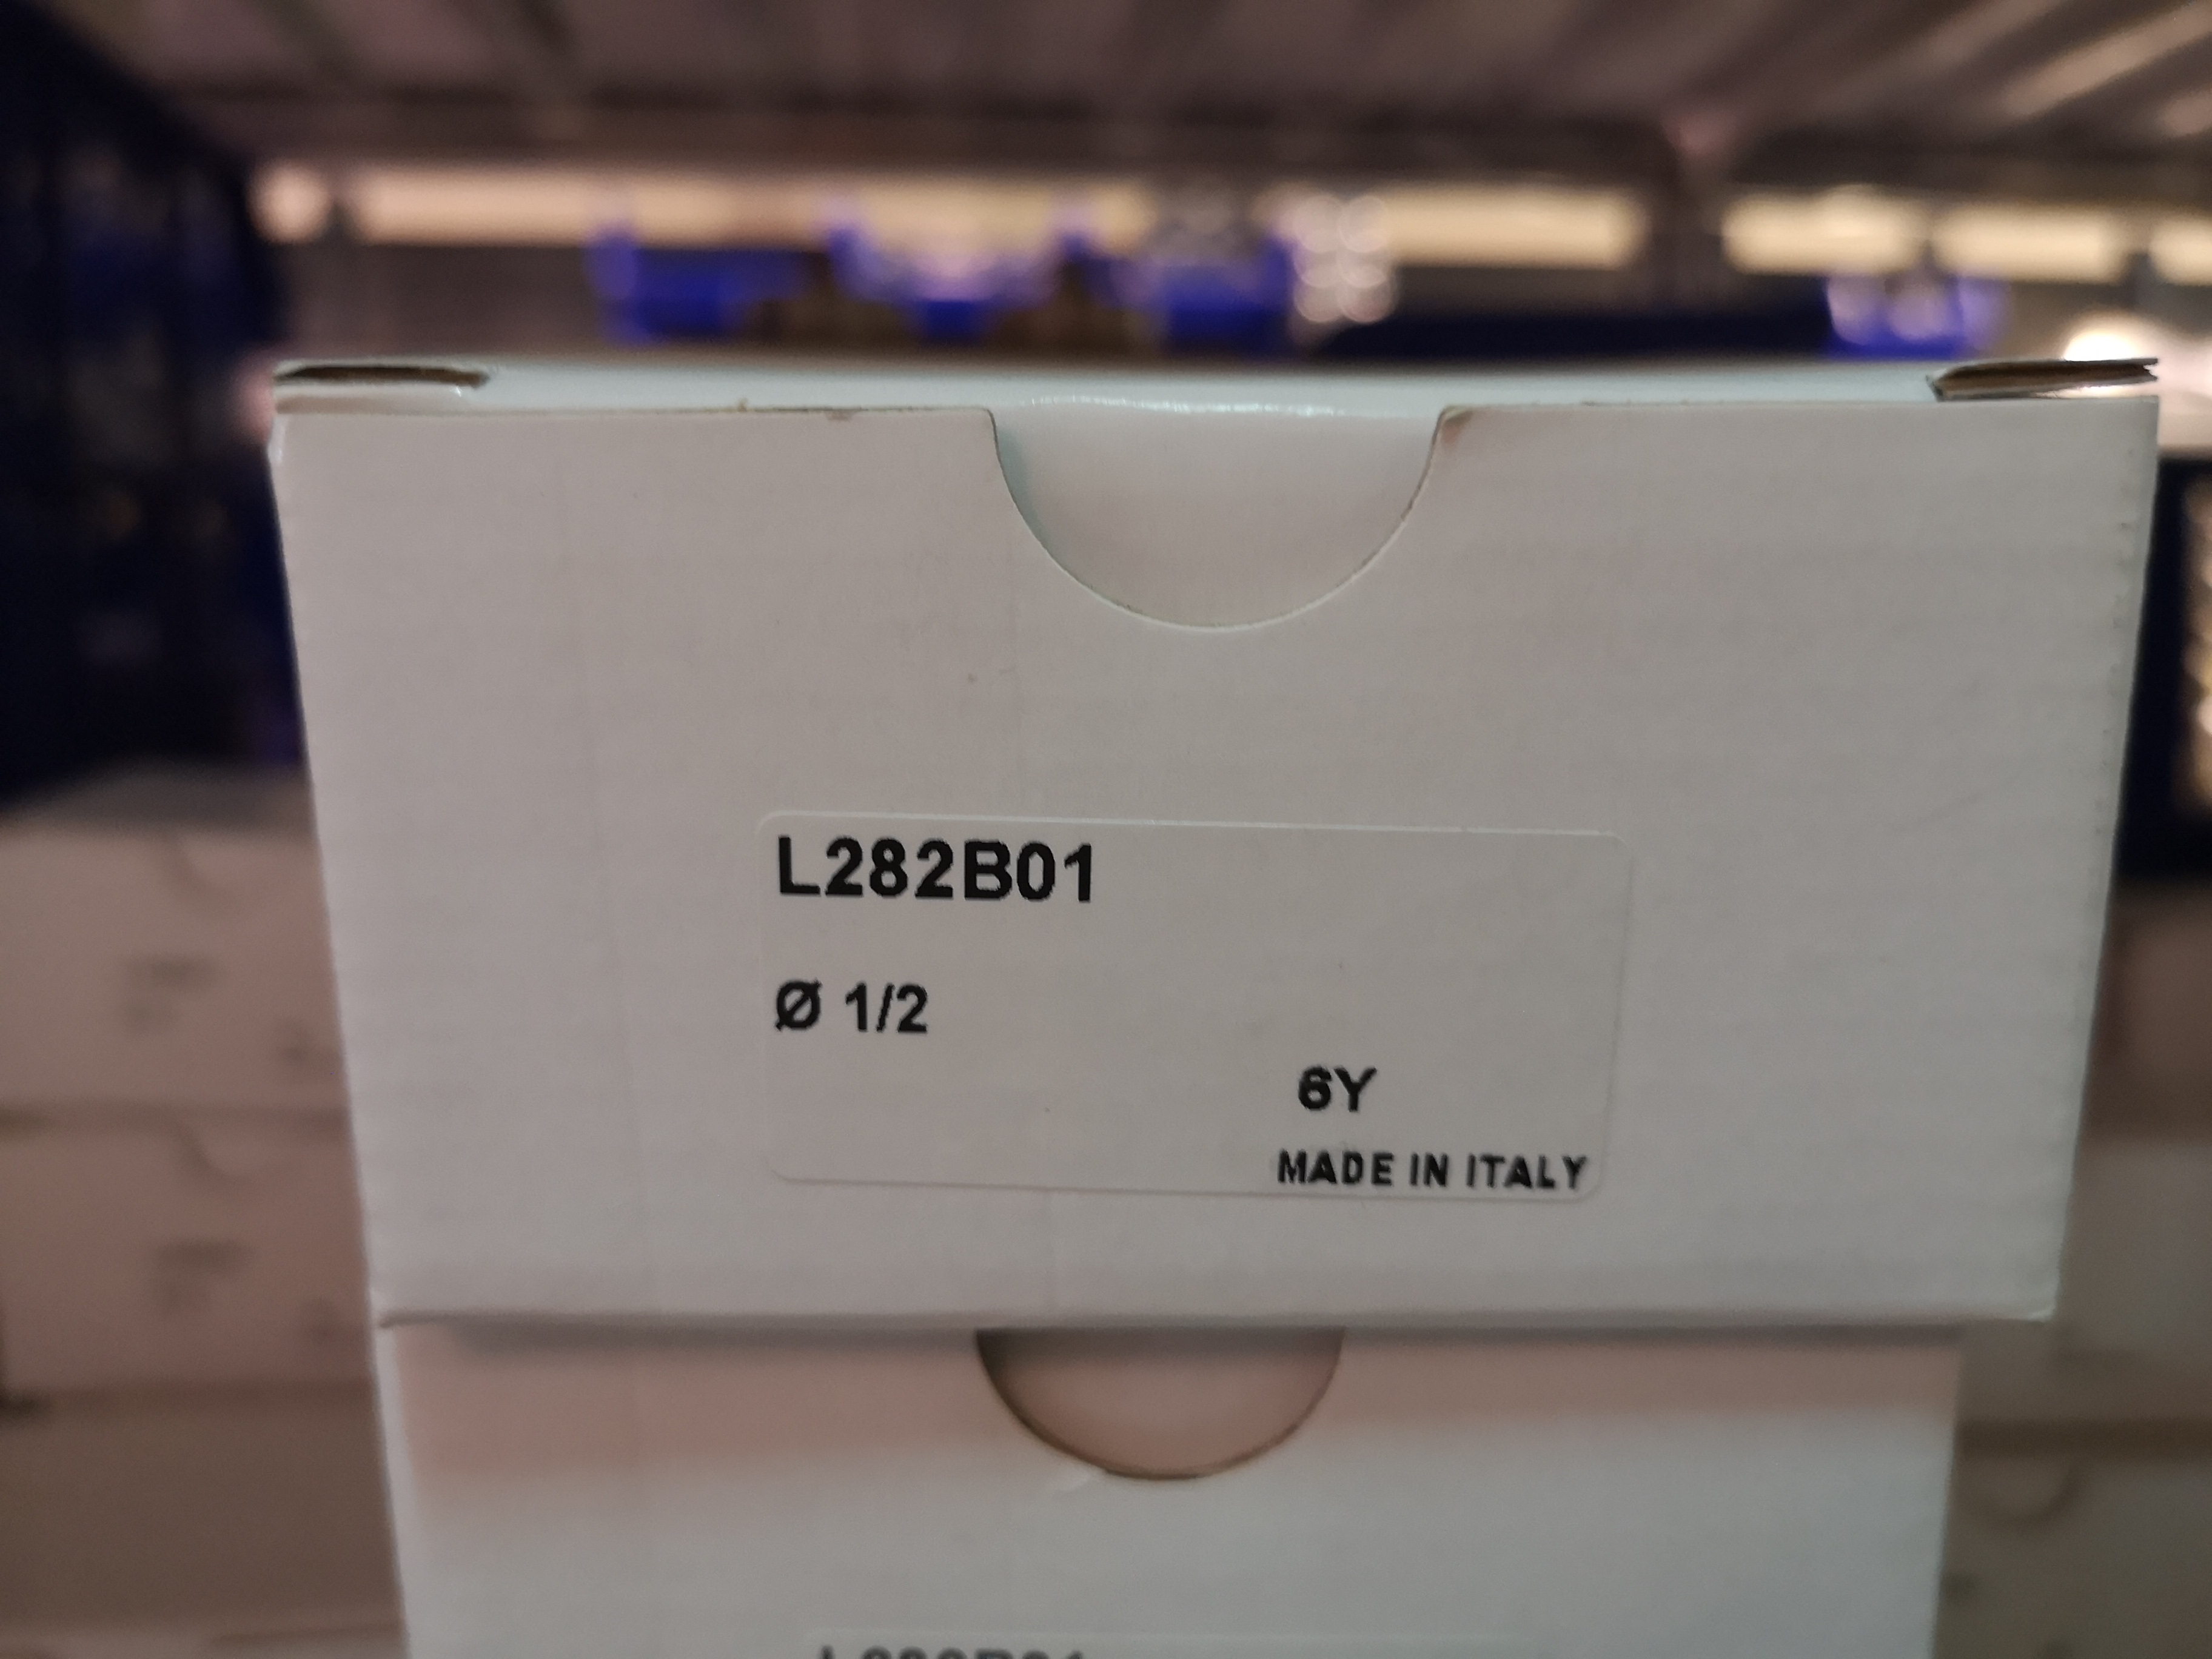 L282B01
Ø 1/2
6Y
MADE IN ITALY